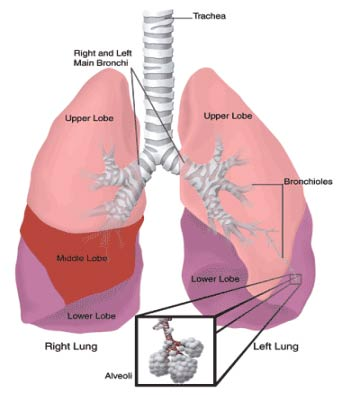 Trachea
Right and Left
Main Bronchi
Upper Lobe
Upper Lobe
Bronchioles
Middle Lobe
Lower Lobe
Lower Lobe
Right Lung
Left Lung
Alveoli